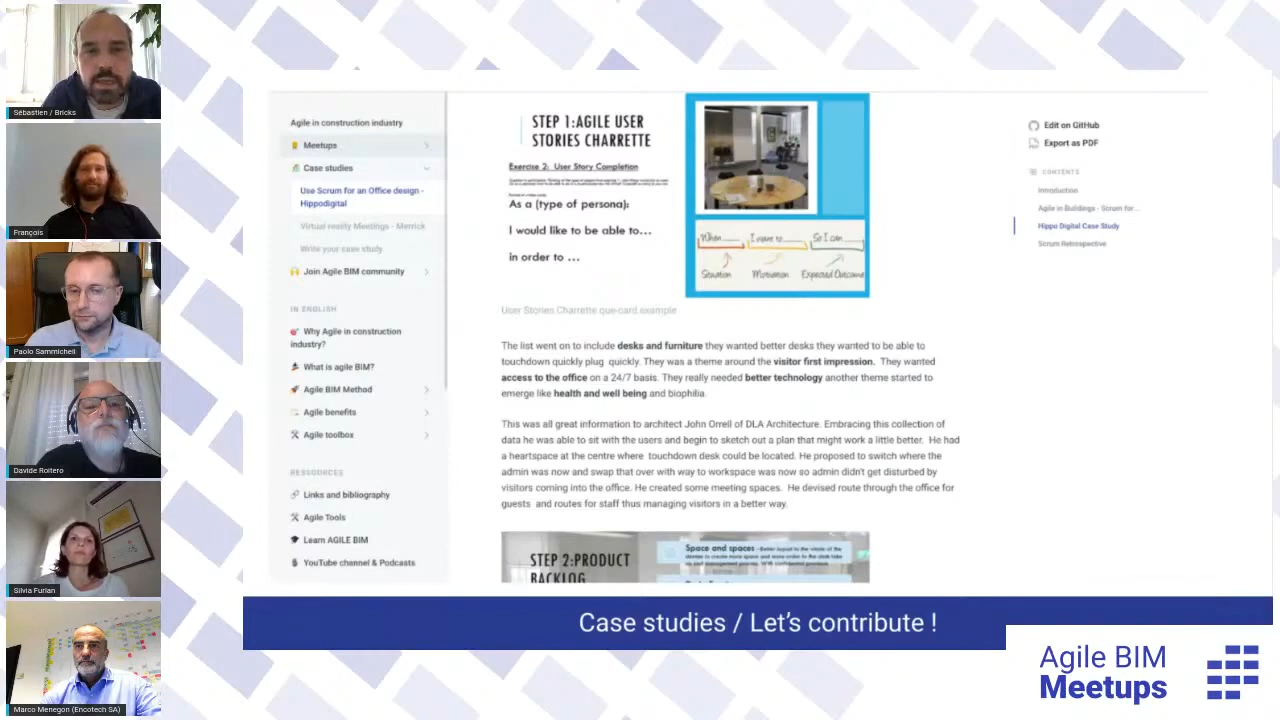 Sébastien / Bricks
François
Paolo Sammicheli
Davide Roitero
Silvia Furlan
Marco Menegon (Encotech SA)
Agile in construction industry
Meetups
Case studies
Use Scrum for an Office design -
Hippodigital
Virtual reality Meetings - Merrick
Write your case study
Join Agile BIM community
IN ENGLISH
Why Agile in construction
industry?
What is agile BIM?
Agile BIM Method
Agile benefits
Agile toolbox
RESSOURCES
Links and bibliography
Agile Tools
Learn AGILE BIM
YouTube channel & Podcasts
STEP 1:AGILE USER
STORIES CHARRETTE
Exercise 2: User Story Completion
As a (type of persona):
I would like to be able to…
in order to …
When____ I want to____ So I can____
Situation Motivation Expected Outcome
User Stories Charrette que-card example
The list went on to include desks and furniture they wanted better desks they wanted to be able to
touchdown quickly plug quickly. They was a theme around the visitor first impression. They wanted
access to the office on a 24/7 basis. They really needed better technology another theme started to
emerge like health and well being and biophilia.
This was all great information to architect John Orrell of DLA Architecture. Embracing this collection of
data he was able to sit with the users and begin to sketch out a plan that might work a little better. He had
a heartspace at the centre where touchdown desk could be located. He proposed to switch where the
admin was now and swap that over with way to workspace was now so admin didn't get disturbed by
visitors coming into the office. He created some meeting spaces. He devised route through the office for
guests and routes for staff thus managing visitors in a better way.
STEP 2:PRODUCT
BACKLOG
Space and spaces - Better layout to the whole of the
Edit on GitHub
Export as PDF
CONTENTS
Introduction
Agile in Buildings - Scrum for...
Hippo Digital Case Study
Scrum Retrospective
Case studies / Let's contribute !
Agile BIM
Meetups